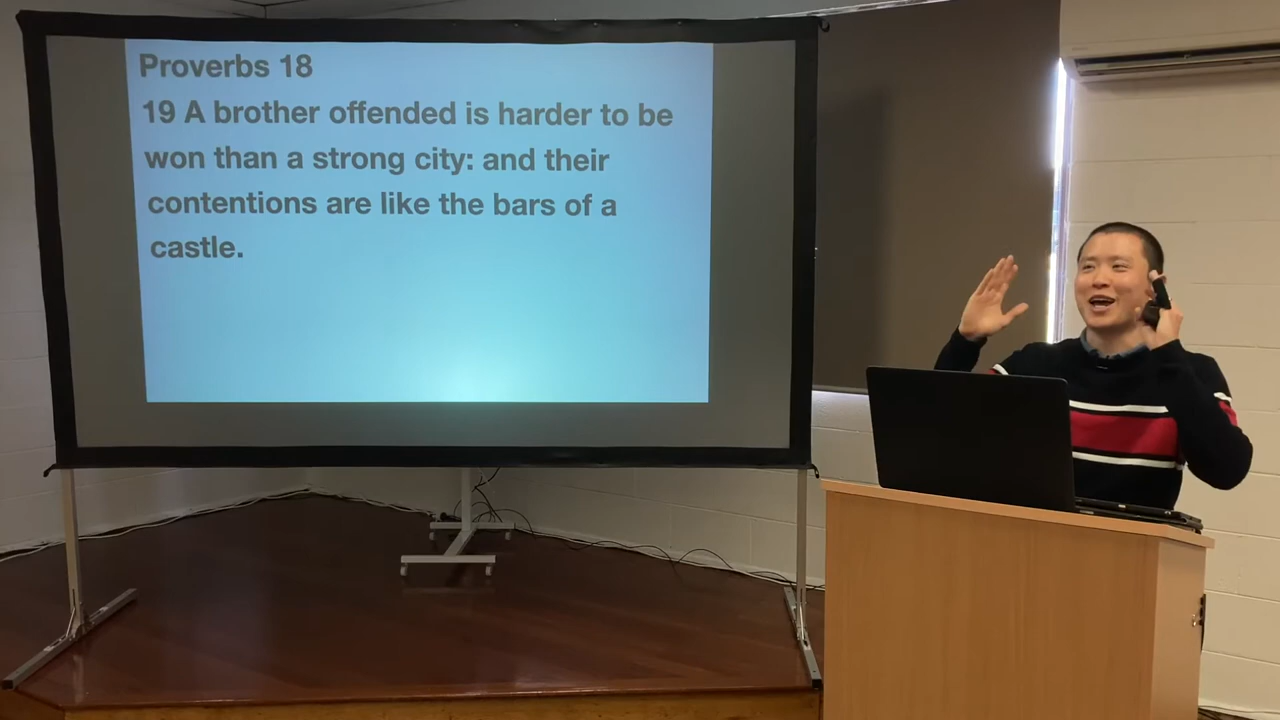 Proverbs 18
19 A brother offended is harder to be
won than a strong city: and their
contentions are like the bars of a
castle.